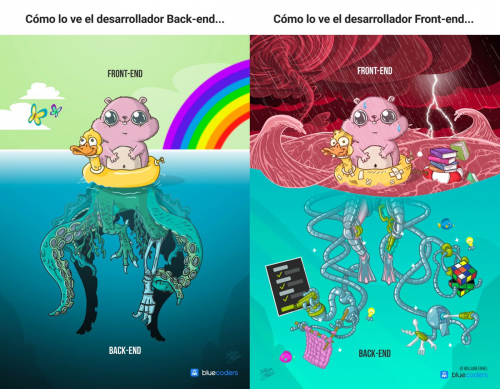 Cómo lo ve el desarrollador Back-end...
Cómo lo ve el desarrollador Front-end...
FRONT-END
FRONT-END
BACK-END
BACK-END
bluecoders
bluecoders